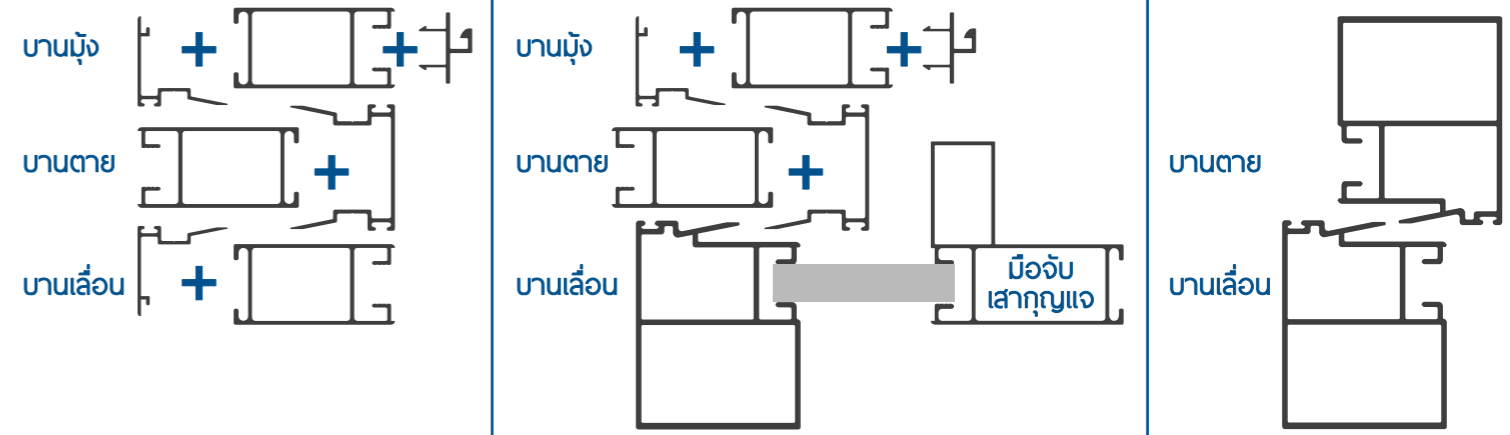 บานมุ้ง
บานตาย
บานเลื่อน
บานมุ้ง
บานตาย
บานเลื่อน
มือจับ
เสากุญแจ
บานตาย
บานเลื่อน